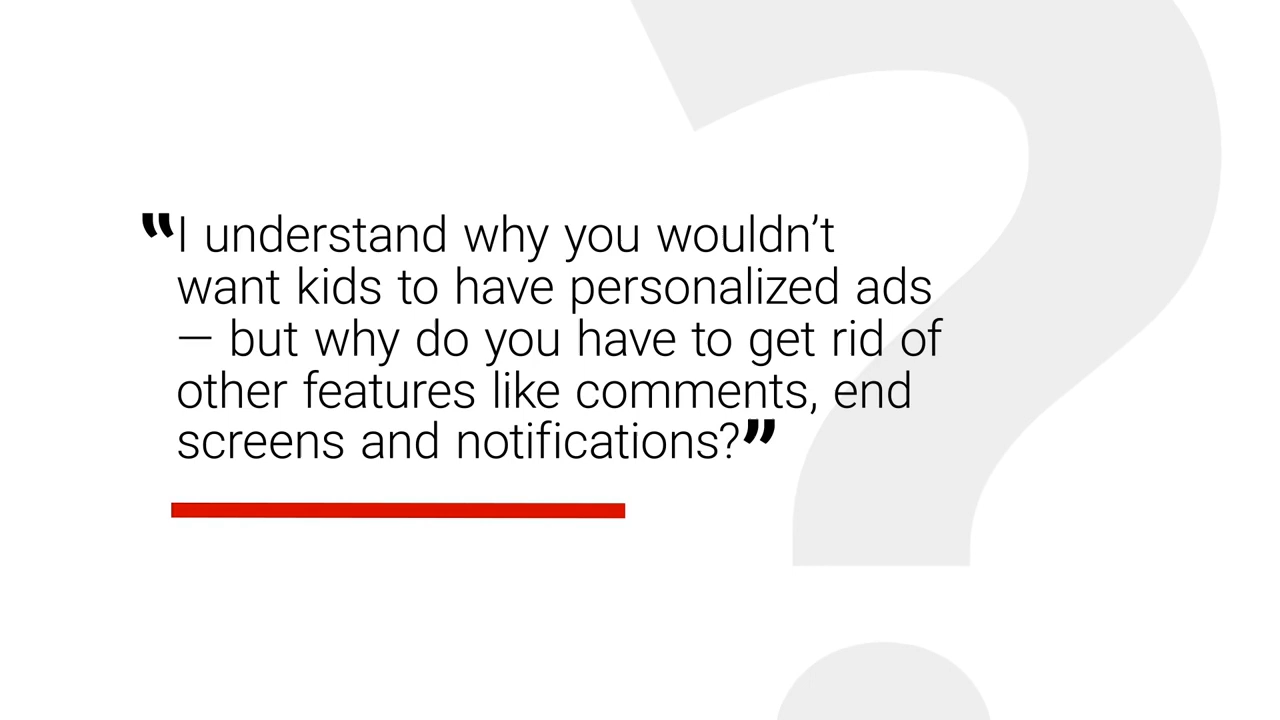 "I understand why you wouldn’t
want kids to have personalized ads
— but why do you have to get rid of
other features like comments, end
screens and notifications?"